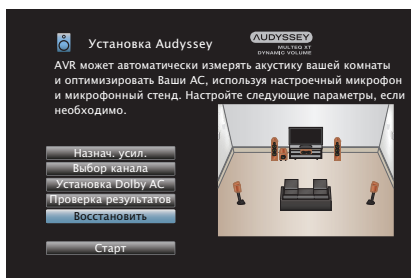 Установка Audyssey
AUDYSSEY
MULTEQ XT
DYNAMIC VOLUME
AVR может автоматически измерять акустику вашей комнаты
и оптимизировать Ваши АС, используя настроечный микрофон
и микрофонный стенд. Настройте следующие параметры, если
необходимо.
Назнач. усил.
Выбор канала
Установка Dolby АС
Проверка результатов
Восстановить
Старт